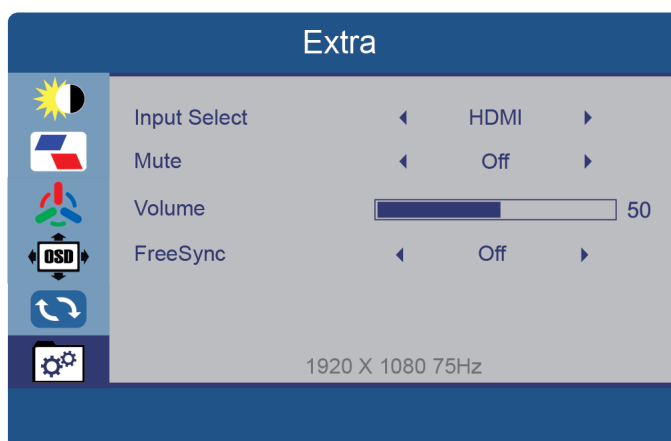 Extra
Input Select HDMI
Mute Off
Volume 50
OSD
FreeSync Off
1920 X 1080 75Hz